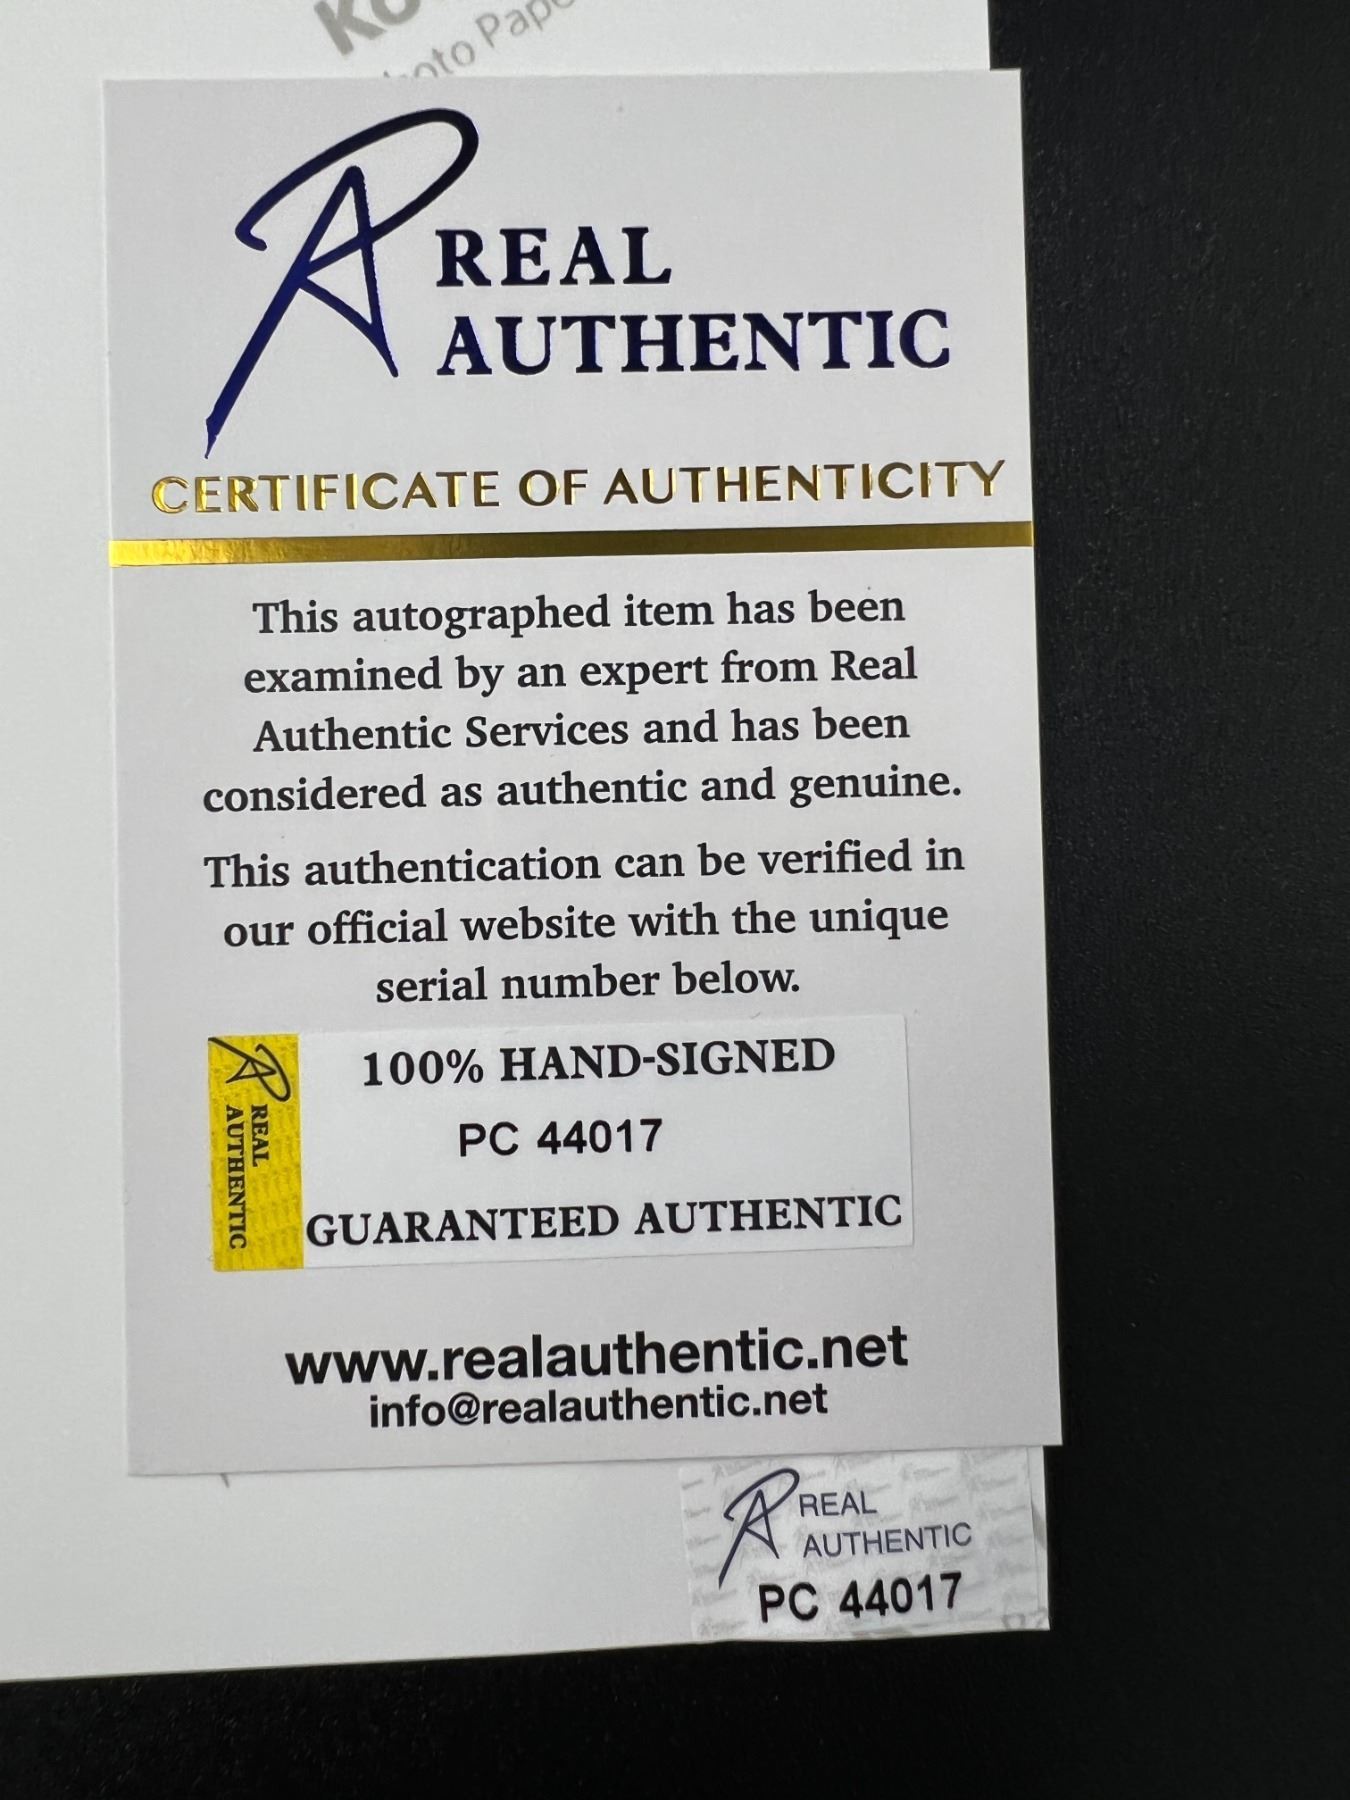 REAL
AUTHENTIC
CERTIFICATE OF AUTHENTICITY
This autographed item has been
examined by an expert from Real
Authentic Services and has been
considered as authentic and genuine.
This authentication can be verified in
our official website with the unique
serial number below.
REAL
AUTHENTIC
100% HAND-SIGNED
PC 44017
GUARANTEED AUTHENTIC
www.realauthentic.net
info@realauthentic.net
REAL
AUTHENTIC
PC 44017